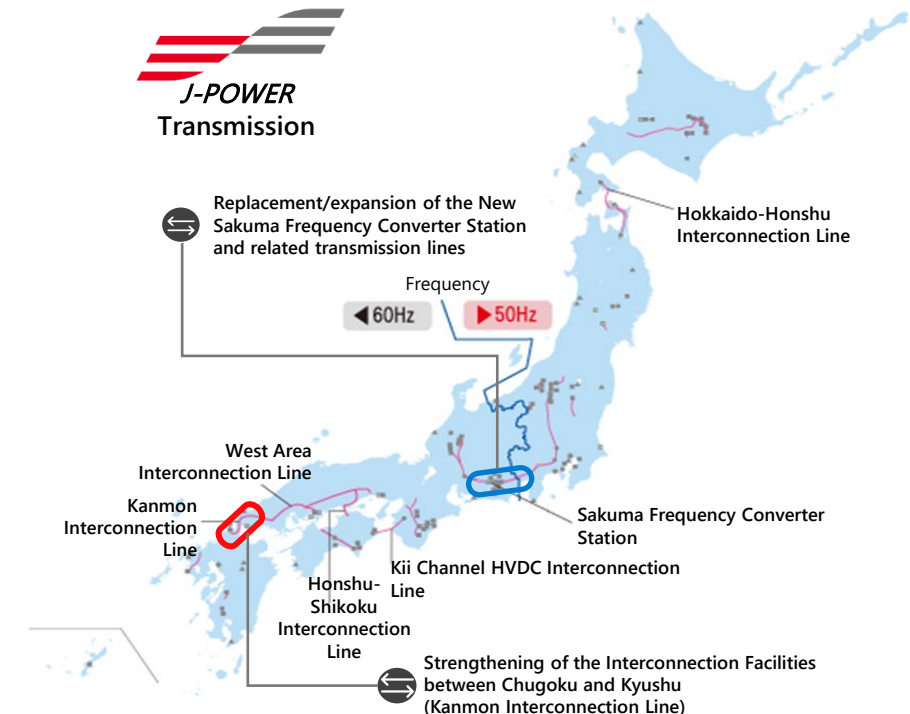 J-POWER
Transmission
Replacement/expansion of the New
Sakuma Frequency Converter Station
and related transmission lines
Hokkaido-Honshu
Interconnection Line
Frequency
◀60Hz
▶50Hz
West Area
Interconnection Line
Kanmon
Interconnection
Line
Sakuma Frequency Converter
Station
Kii Channel HVDC Interconnection
Line
Honshu-
Shikoku
Interconnection
Line
Strengthening of the Interconnection Facilities
between Chugoku and Kyushu
(Kanmon Interconnection Line)